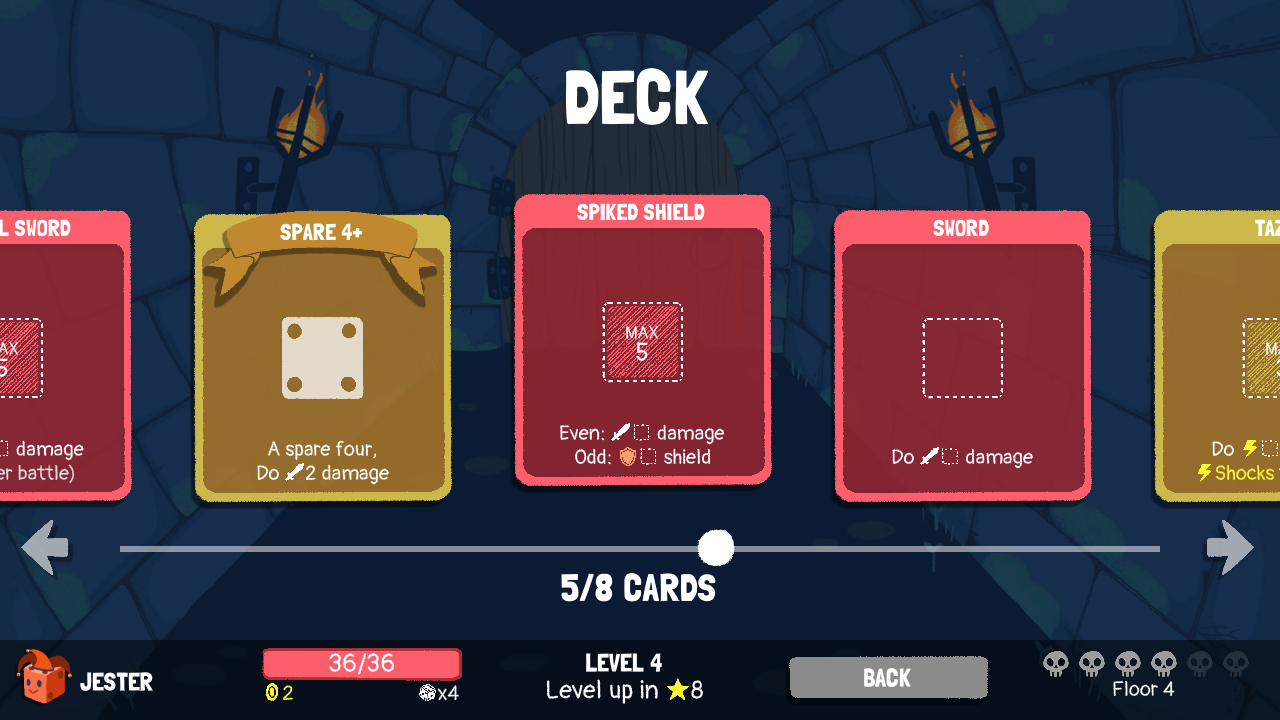 DECK
L SWORD
SPARE 4+
SPIKED SHIELD
SWORD
TAZ
MAX
5
MAX
5
damage
er battle)
A spare four,
Do 2 damage
Even: damage
Odd: shield
Do damage
Do
Shocks
5/8 CARDS
JESTER
36/36
2
x4
LEVEL 4
Level up in 8
BACK
Floor 4